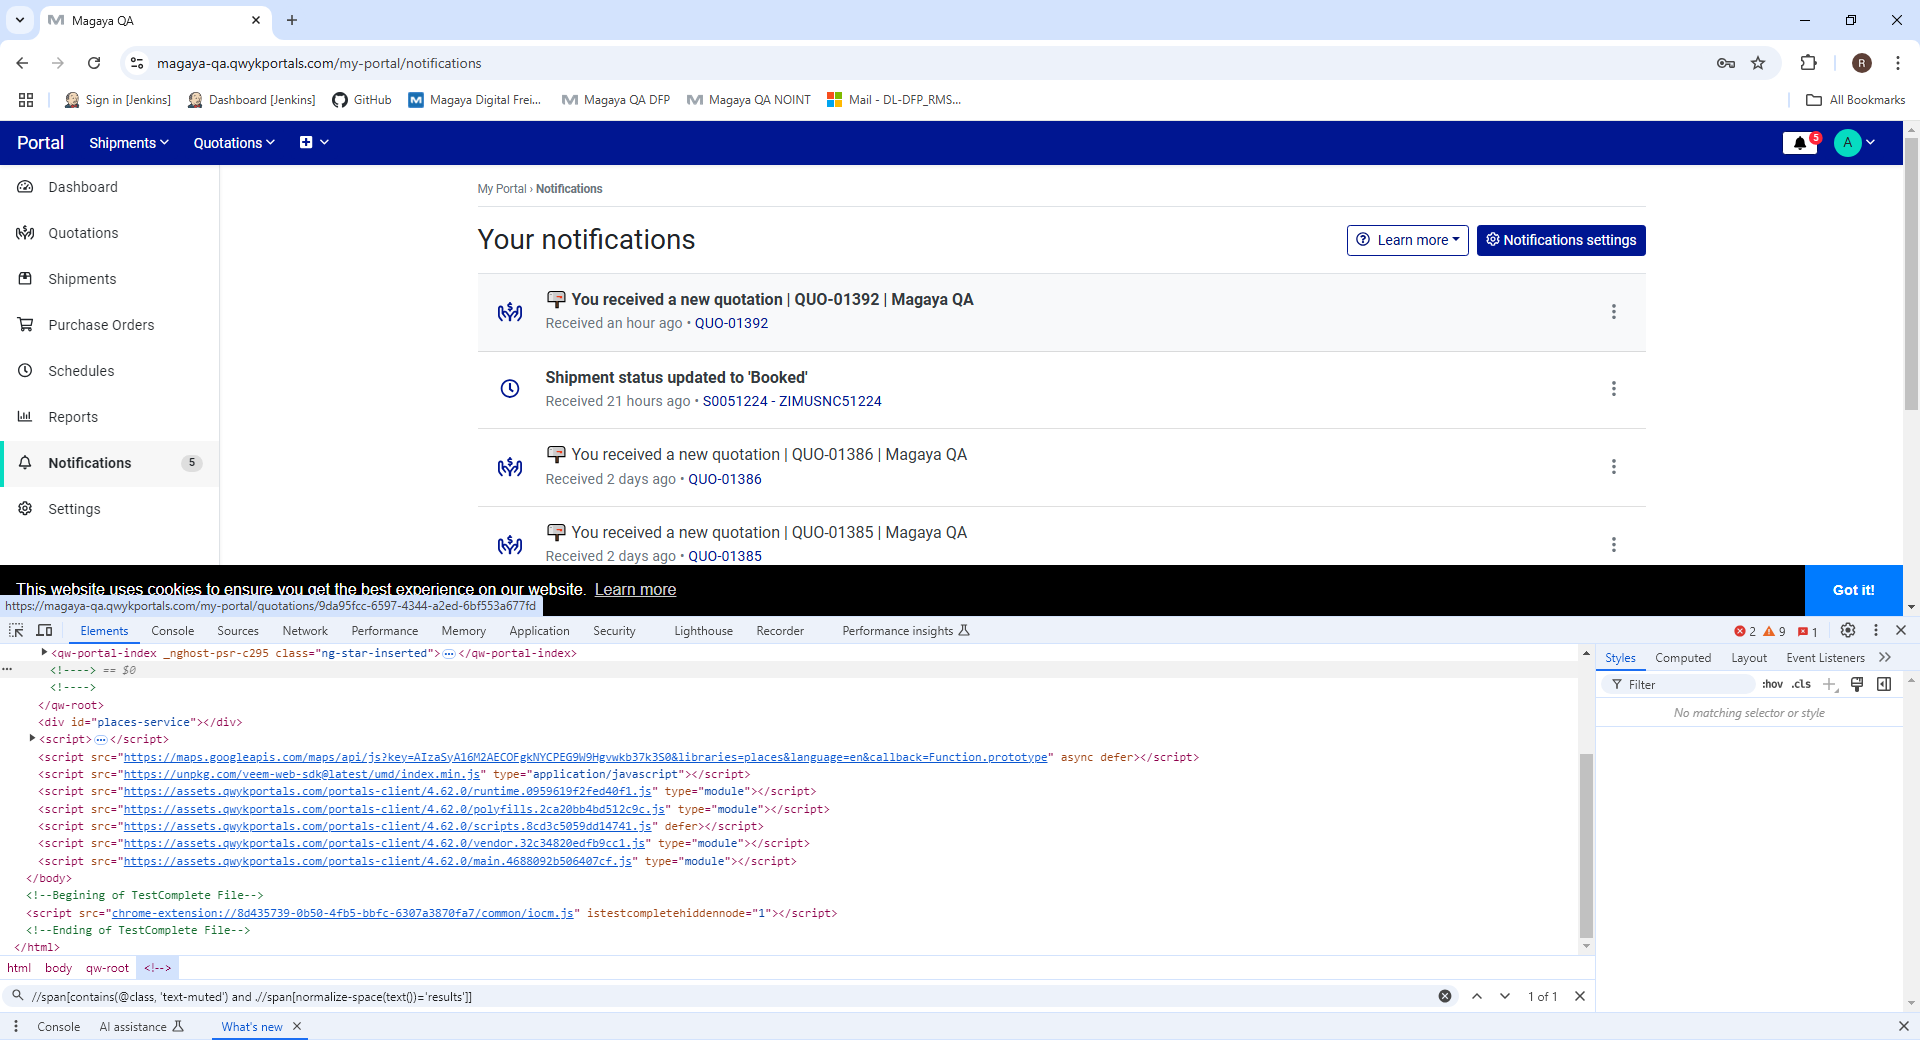 Magaya QA
magaya-qa.qwykportals.com/my-portal/notifications
R
Sign in [Jenkins]
Dashboard [Jenkins]
GitHub
Magaya Digital Frei...
Magaya QA DFP
Magaya QA NOINT
Mail - DL-DFP_RMS...
All Bookmarks
Portal
Shipments
Quotations
5
A
Dashboard
Quotations
Shipments
Purchase Orders
Schedules
Reports
Notifications
5
Settings
My Portal › Notifications
Your notifications
Learn more
Notifications settings
You received a new quotation | QUO-01392 | Magaya QA
Received an hour ago • QUO-01392
Shipment status updated to 'Booked'
Received 21 hours ago • S0051224 - ZIMUSNC51224
You received a new quotation | QUO-01386 | Magaya QA
Received 2 days ago • QUO-01386
You received a new quotation | QUO-01385 | Magaya QA
Received 2 days ago • QUO-01385
This website uses cookies to ensure you get the best experience on our website. Learn more
Got it!
https://magaya-qa.qwykportals.com/my-portal/quotations/9da95fcc-6597-4344-a2ed-6bf553a677fd
Elements
Console
Sources
Network
Performance
Memory
Application
Security
Lighthouse
Recorder
Performance insights
2
9
1
<qw-portal-index _nghost-psr-c295 class="ng-star-inserted">…</qw-portal-index>
<!----> == $0
<!---->
</qw-root>
<div id="places-service"></div>
<script>…</script>
<script src="https://maps.googleapis.com/maps/api/js?key=AIzaSyA16M2AECOFgkNYCPEG9W9Hgvwkb37k3S0&libraries=places&language=en&callback=Function.prototype" async defer></script>
<script src="https://unpkg.com/veem-web-sdk@latest/umd/index.min.js" type="application/javascript"></script>
<script src="https://assets.qwykportals.com/portals-client/4.62.0/runtime.0959619f2fed40f1.js" type="module"></script>
<script src="https://assets.qwykportals.com/portals-client/4.62.0/polyfills.2ca20bb4bd512c9c.js" type="module"></script>
<script src="https://assets.qwykportals.com/portals-client/4.62.0/scripts.8cd3c5059dd14741.js" defer></script>
<script src="https://assets.qwykportals.com/portals-client/4.62.0/vendor.32c34820edfb9cc1.js" type="module"></script>
<script src="https://assets.qwykportals.com/portals-client/4.62.0/main.4688092b506407cf.js" type="module"></script>
</body>
<!--Begining of TestComplete File-->
<script src="chrome-extension://8d435739-0b50-4fb5-bbfc-6307a3870fa7/common/iocm.js" istestcompletehiddennode="1"></script>
<!--Ending of TestComplete File-->
</html>
html
body
qw-root
<!-->
//span[contains(@class, 'text-muted') and .//span[normalize-space(text())='results']]
1 of 1
Styles
Computed
Layout
Event Listeners
Filter
:hov
.cls
No matching selector or style
Console
AI assistance
What's new